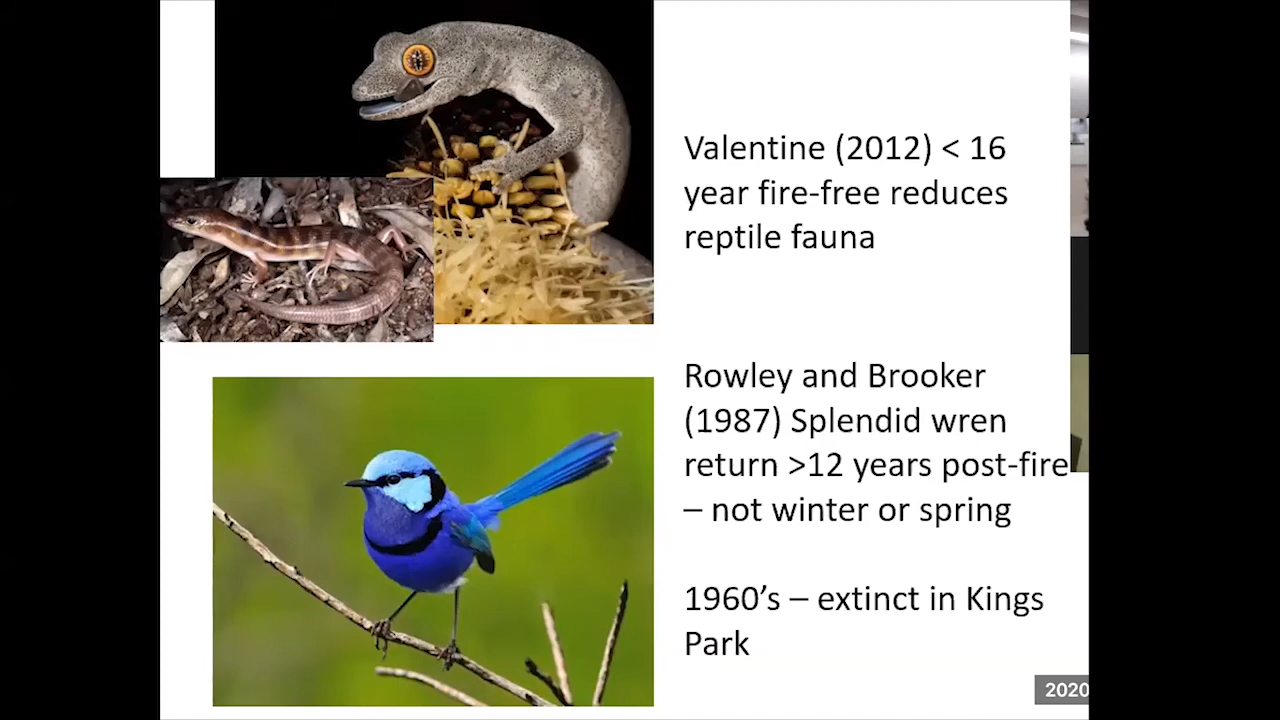 Valentine (2012) < 16
year fire-free reduces
reptile fauna
Rowley and Brooker
(1987) Splendid wren
return >12 years post-fire
– not winter or spring
1960’s – extinct in Kings
Park
2020